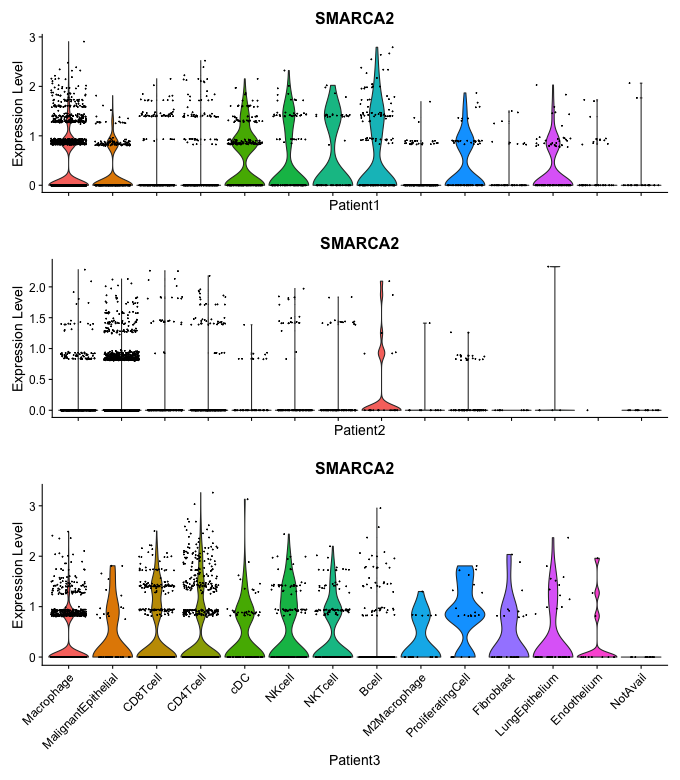 SMARCA2
Expression Level
3
2
1
0
Patient1
SMARCA2
Expression Level
2.0
1.5
1.0
0.5
0.0
Patient2
SMARCA2
Expression Level
3
2
1
0
Macrophage
MalignantEpithelial
CD8Tcell
CD4Tcell
cDC
NKcell
NKTcell
Bcell
M2Macrophage
ProliferatingCell
Fibroblast
LungEpithelium
Endothelium
NotAvail
Patient3